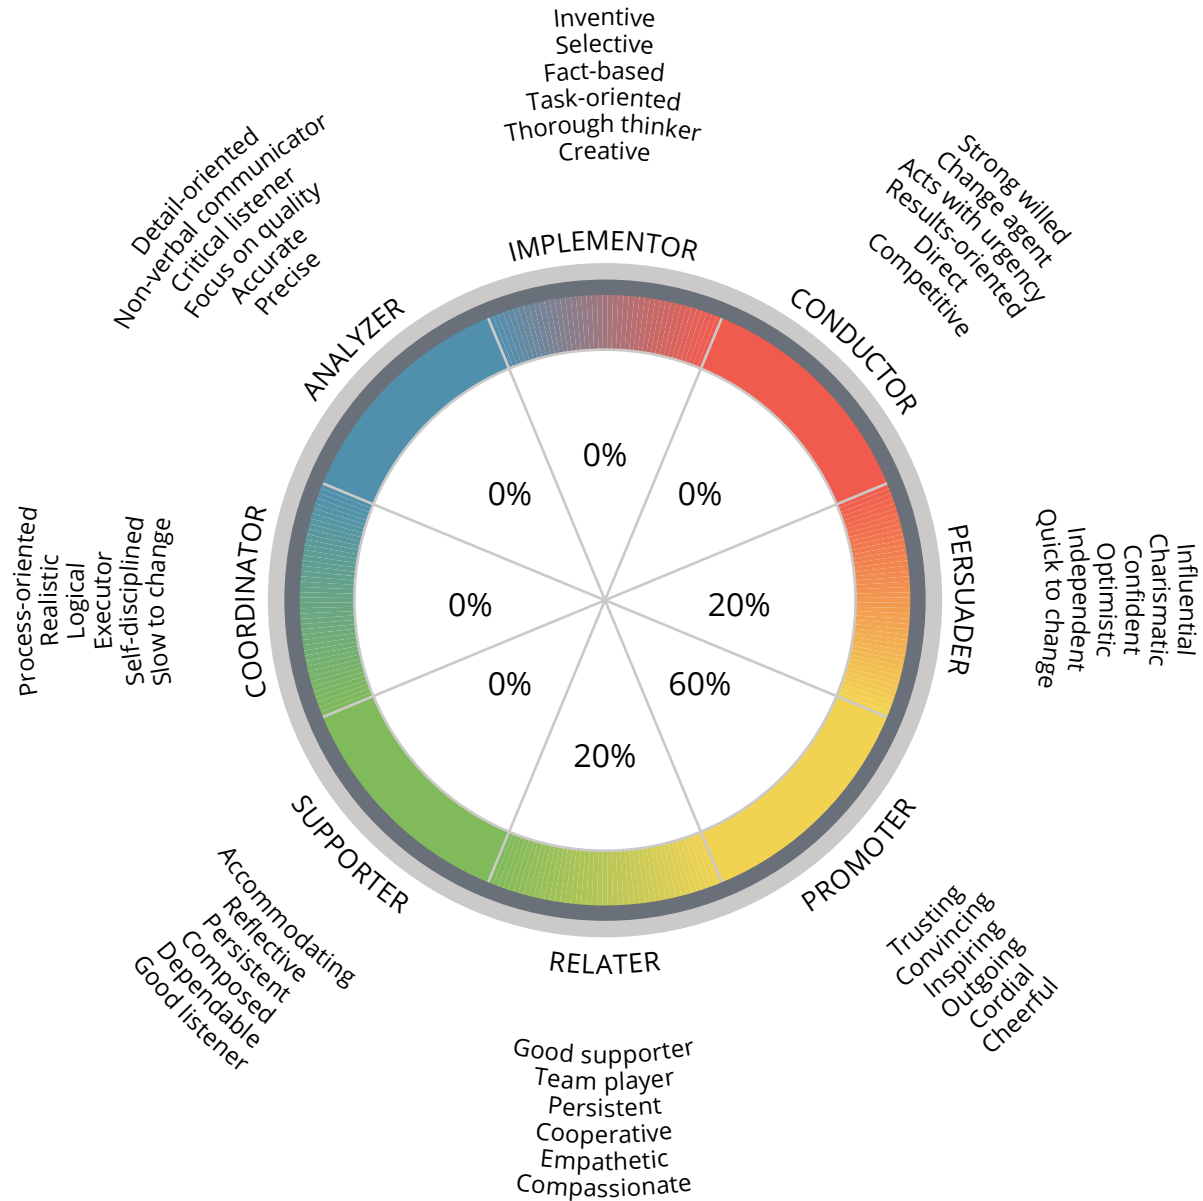 Inventive
Selective
Fact-based
Task-oriented
Thorough thinker
Creative
IMPLEMENTOR
Strong willed
Change agent
Acts with urgency
Results-oriented
Direct
Competitive
CONDUCTOR
Influential
Charismatic
Confident
Optimistic
Independent
Quick to change
PERSUADER
Trusting
Convincing
Inspiring
Outgoing
Cordial
Cheerful
PROMOTER
Good supporter
Team player
Persistent
Cooperative
Empathetic
Compassionate
RELATER
Accommodating
Reflective
Persistent
Composed
Dependable
Good listener
SUPPORTER
Process-oriented
Realistic
Logical
Executor
Self-disciplined
Slow to change
COORDINATOR
Detail-oriented
Non-verbal communicator
Critical listener
Focus on quality
Accurate
Precise
ANALYZER
0%
0%
20%
60%
20%
0%
0%
0%